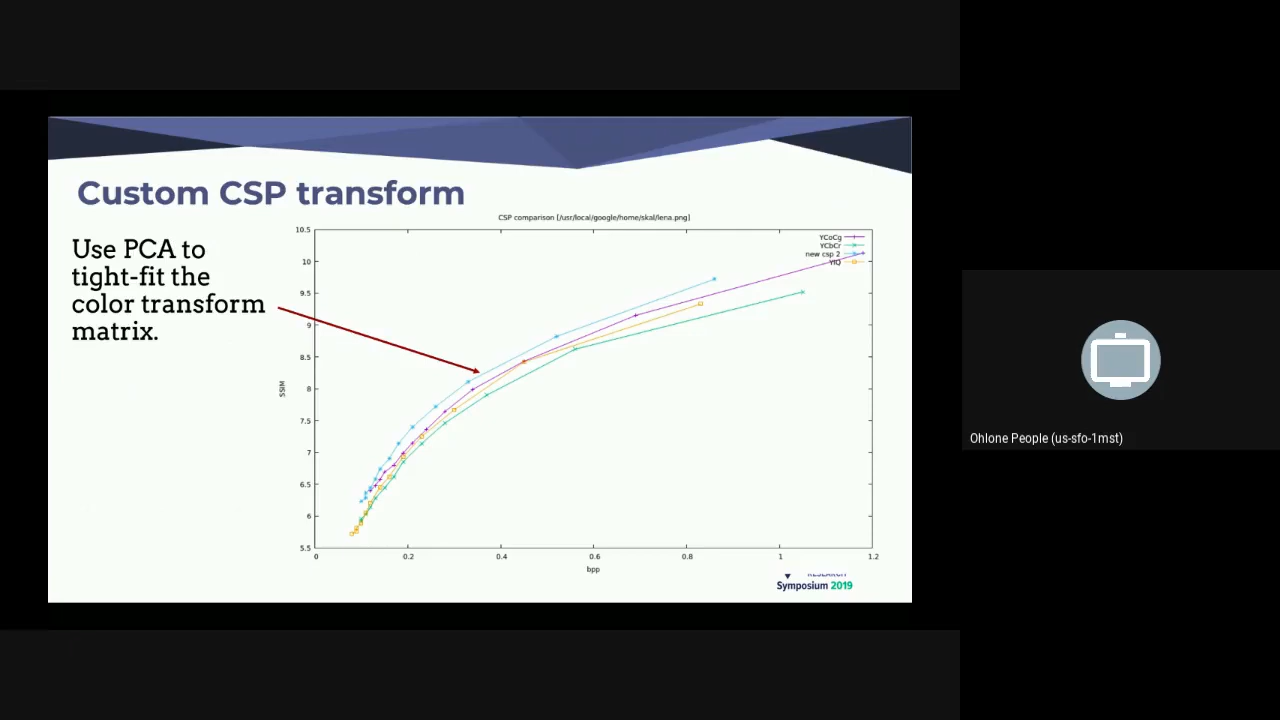 Custom CSP transform
Use PCA to
tight-fit the
color transform
matrix.
CSP comparison [/usr/local/google/home/skal/lena.png]
YCoCg
YCbCr
new csp 2
YIQ
10.5
10
9.5
9
8.5
8
7.5
7
6.5
6
5.5
SSIM
0
0.2
0.4
0.6
0.8
1
1.2
bpp
RESEARCH
Symposium 2019
Ohlone People (us-sfo-1mst)